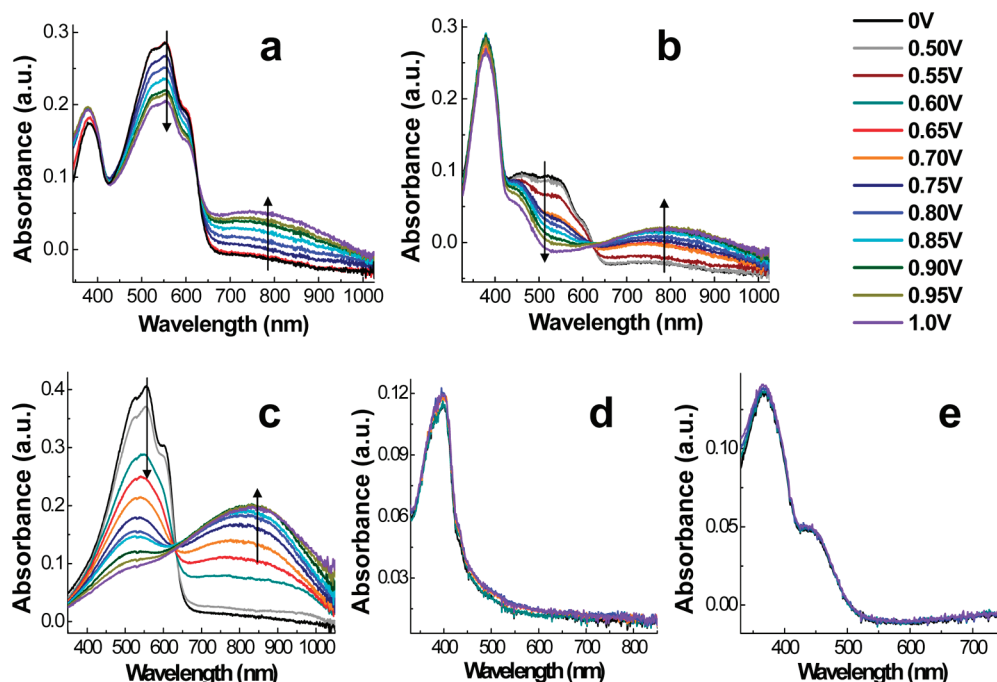 a
Absorbance (a.u.)
0.3
0.2
0.1
0.0
400 500 600 700 800 900 1000
Wavelength (nm)
b
Absorbance (a.u.)
0.3
0.2
0.1
0.0
400 500 600 700 800 900 1000
Wavelength (nm)
0V
0.50V
0.55V
0.60V
0.65V
0.70V
0.75V
0.80V
0.85V
0.90V
0.95V
1.0V
c
Absorbance (a.u.)
0.4
0.3
0.2
0.1
0.0
400 500 600 700 800 900 1000
Wavelength (nm)
d
Absorbance (a.u.)
0.12
0.09
0.06
0.03
400 500 600 700 800
Wavelength (nm)
e
Absorbance (a.u.)
0.10
0.05
0.00
400 500 600 700
Wavelength (nm)